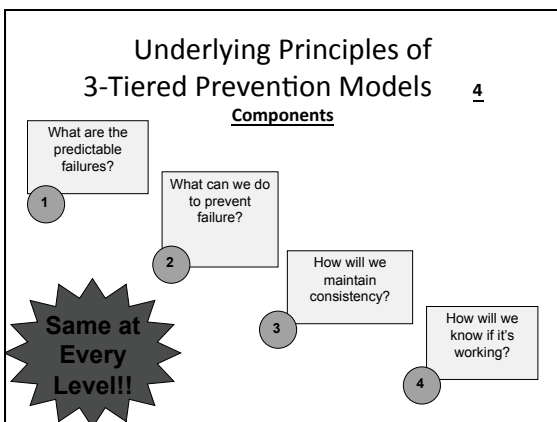 Underlying Principles of
3-Tiered Prevention Models 4
Components
What are the
predictable
failures?
1
What can we do
to prevent
failure?
2
How will we
maintain
consistency?
3
How will we
know if it's
working?
4
Same at
Every
Level!!